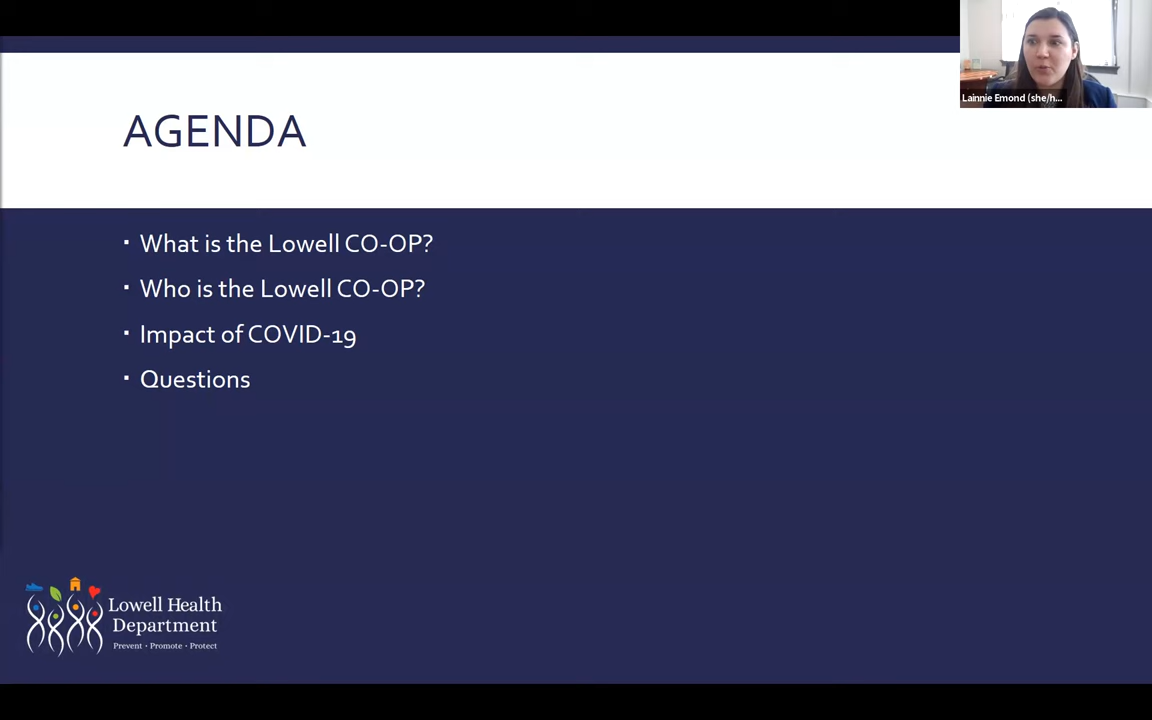 Lainnie Emond (she/h...
AGENDA
▪ What is the Lowell CO-OP?
▪ Who is the Lowell CO-OP?
▪ Impact of COVID-19
▪ Questions
Lowell Health
Department
Prevent · Promote · Protect